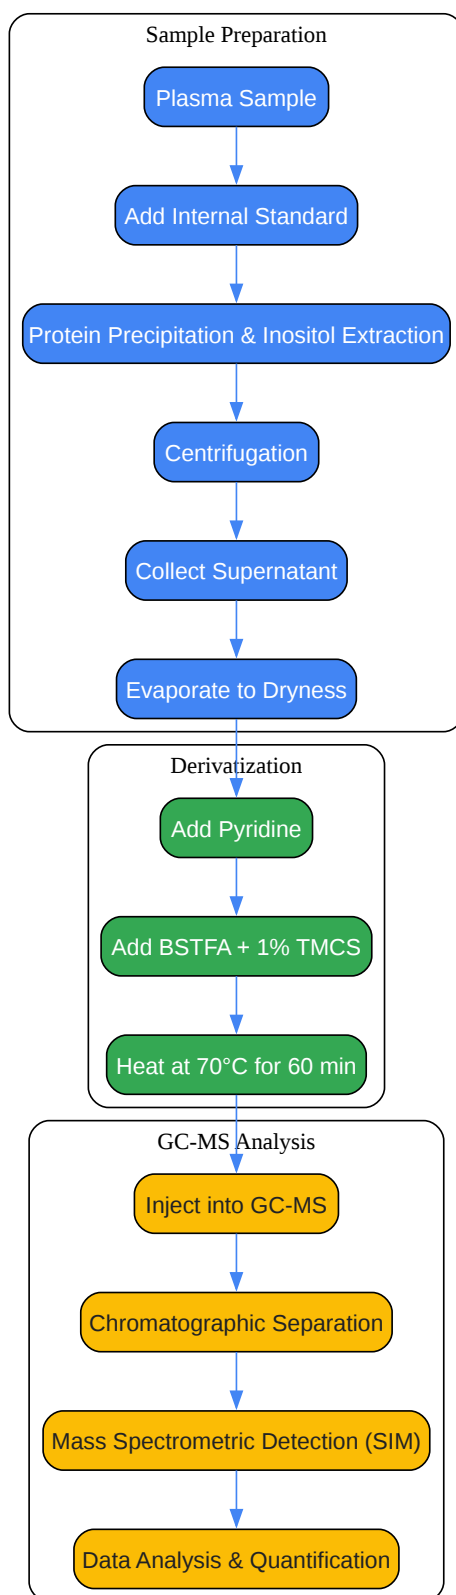 Sample Preparation
Plasma Sample
Add Internal Standard
Protein Precipitation & Inositol Extraction
Centrifugation
Collect Supernatant
Evaporate to Dryness
Derivatization
Add Pyridine
Add BSTFA + 1% TMCS
Heat at 70°C for 60 min
GC-MS Analysis
Inject into GC-MS
Chromatographic Separation
Mass Spectrometric Detection (SIM)
Data Analysis & Quantification